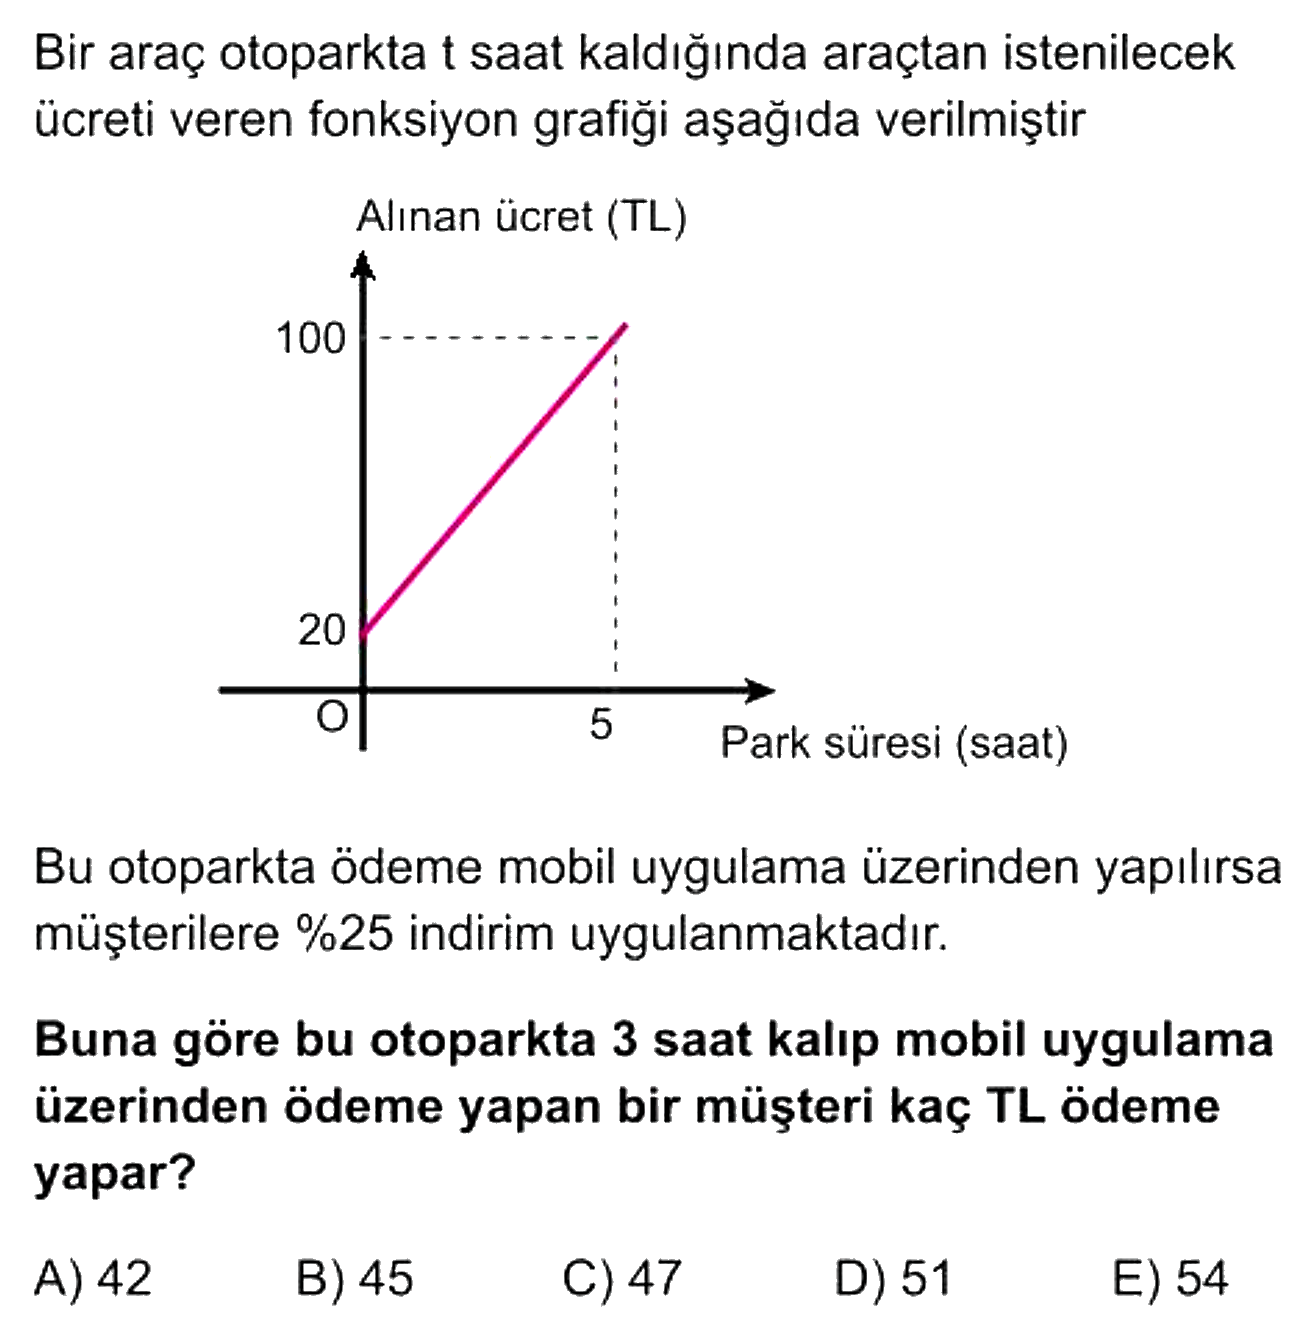 Bir araç otoparkta t saat kaldığında araçtan istenilecek
ücreti veren fonksiyon grafiği aşağıda verilmiştir
Alınan ücret (TL)
100
20
O
5
Park süresi (saat)
Bu otoparkta ödeme mobil uygulama üzerinden yapılırsa
müşterilere %25 indirim uygulanmaktadır.
Buna göre bu otoparkta 3 saat kalıp mobil uygulama
üzerinden ödeme yapan bir müşteri kaç TL ödeme
yapar?
A) 42 B) 45 C) 47 D) 51 E) 54